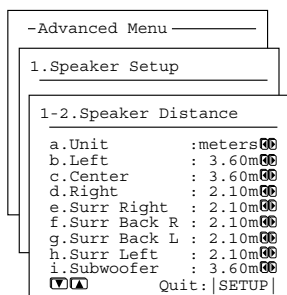 -Advanced Menu
1.Speaker Setup
1-2.Speaker Distance
a.Unit :meters
b.Left : 3.60m
c.Center : 3.60m
d.Right : 2.10m
e.Surr Right : 2.10m
f.Surr Back R : 2.10m
g.Surr Back L : 2.10m
h.Surr Left : 2.10m
i.Subwoofer : 3.60m
Quit:|SETUP|